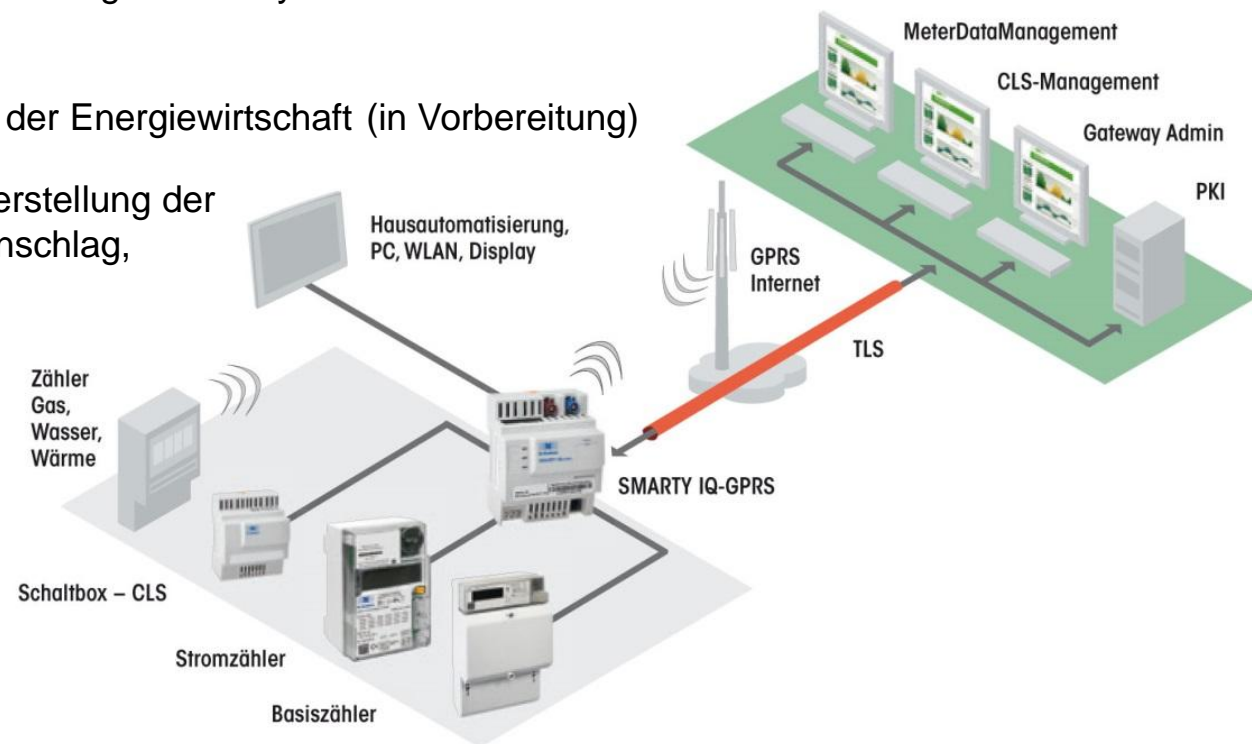 der Energiewirtschaft (in Vorbereitung)
erstellung der
nschlag,
MeterDataManagement
CLS-Management
Gateway Admin
PKI
Hausautomatisierung,
PC, WLAN, Display
GPRS
Internet
TLS
Zähler
Gas,
Wasser,
Wärme
SMARTY IQ-GPRS
Schaltbox – CLS
Stromzähler
Basiszähler